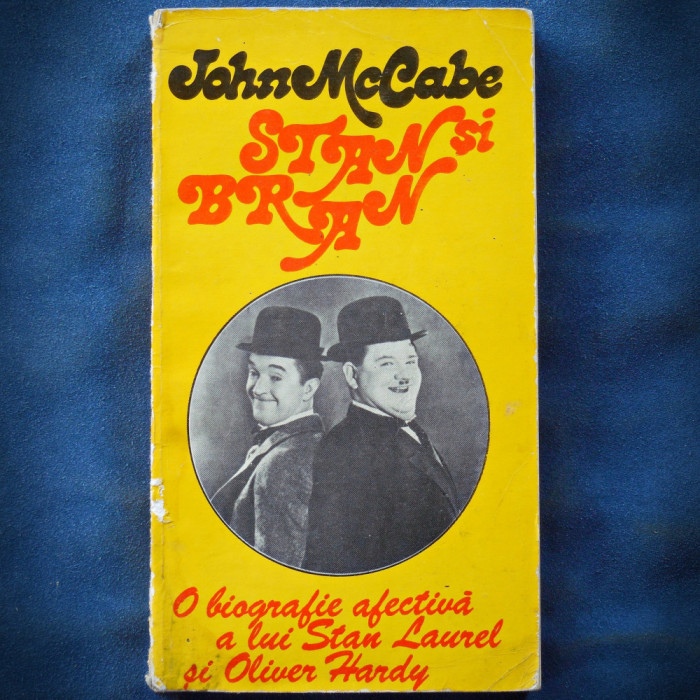 John McCabe
STAN și
BRAN
O biografie afectivă
a lui Stan Laurel
și Oliver Hardy